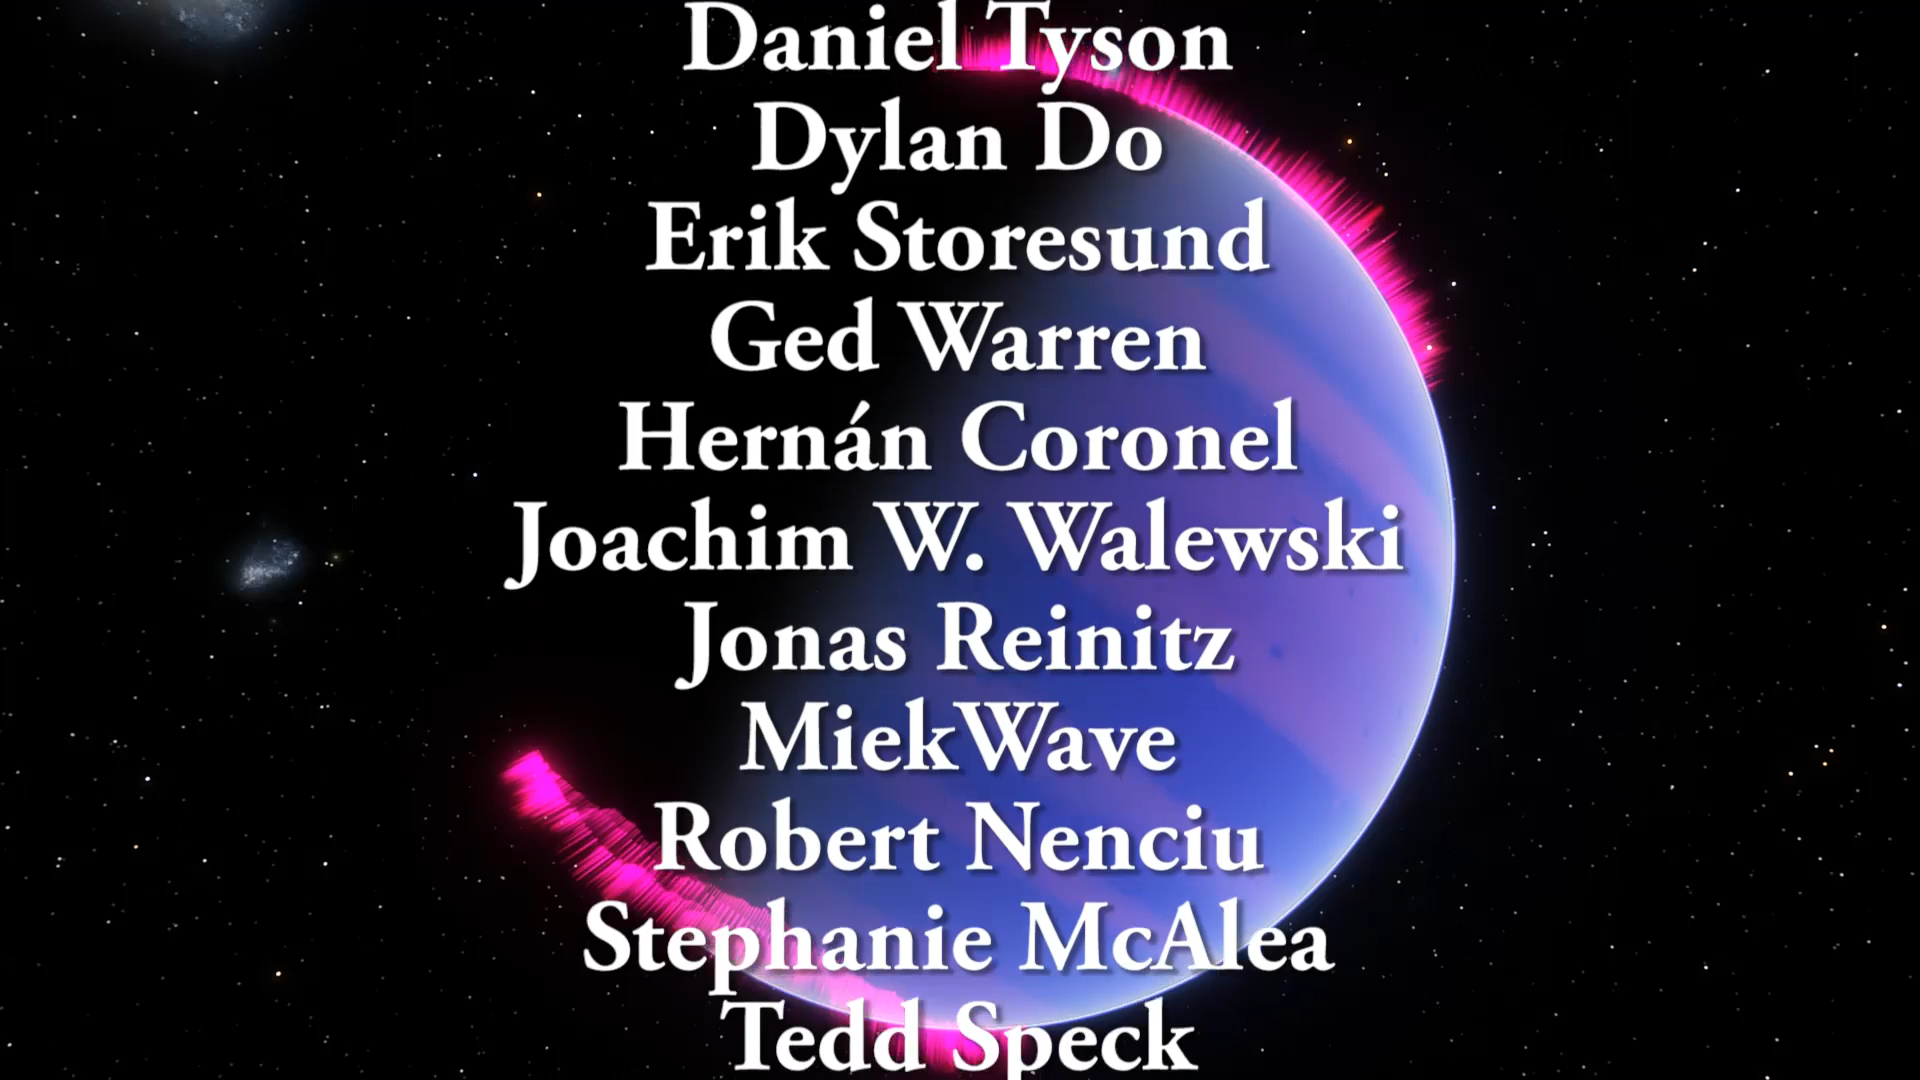 Daniel Tyson
Dylan Do
Erik Storesund
Ged Warren
Hernán Coronel
Joachim W. Walewski
Jonas Reinitz
MiekWave
Robert Nenciu
Stephanie McAlea
Tedd Speck